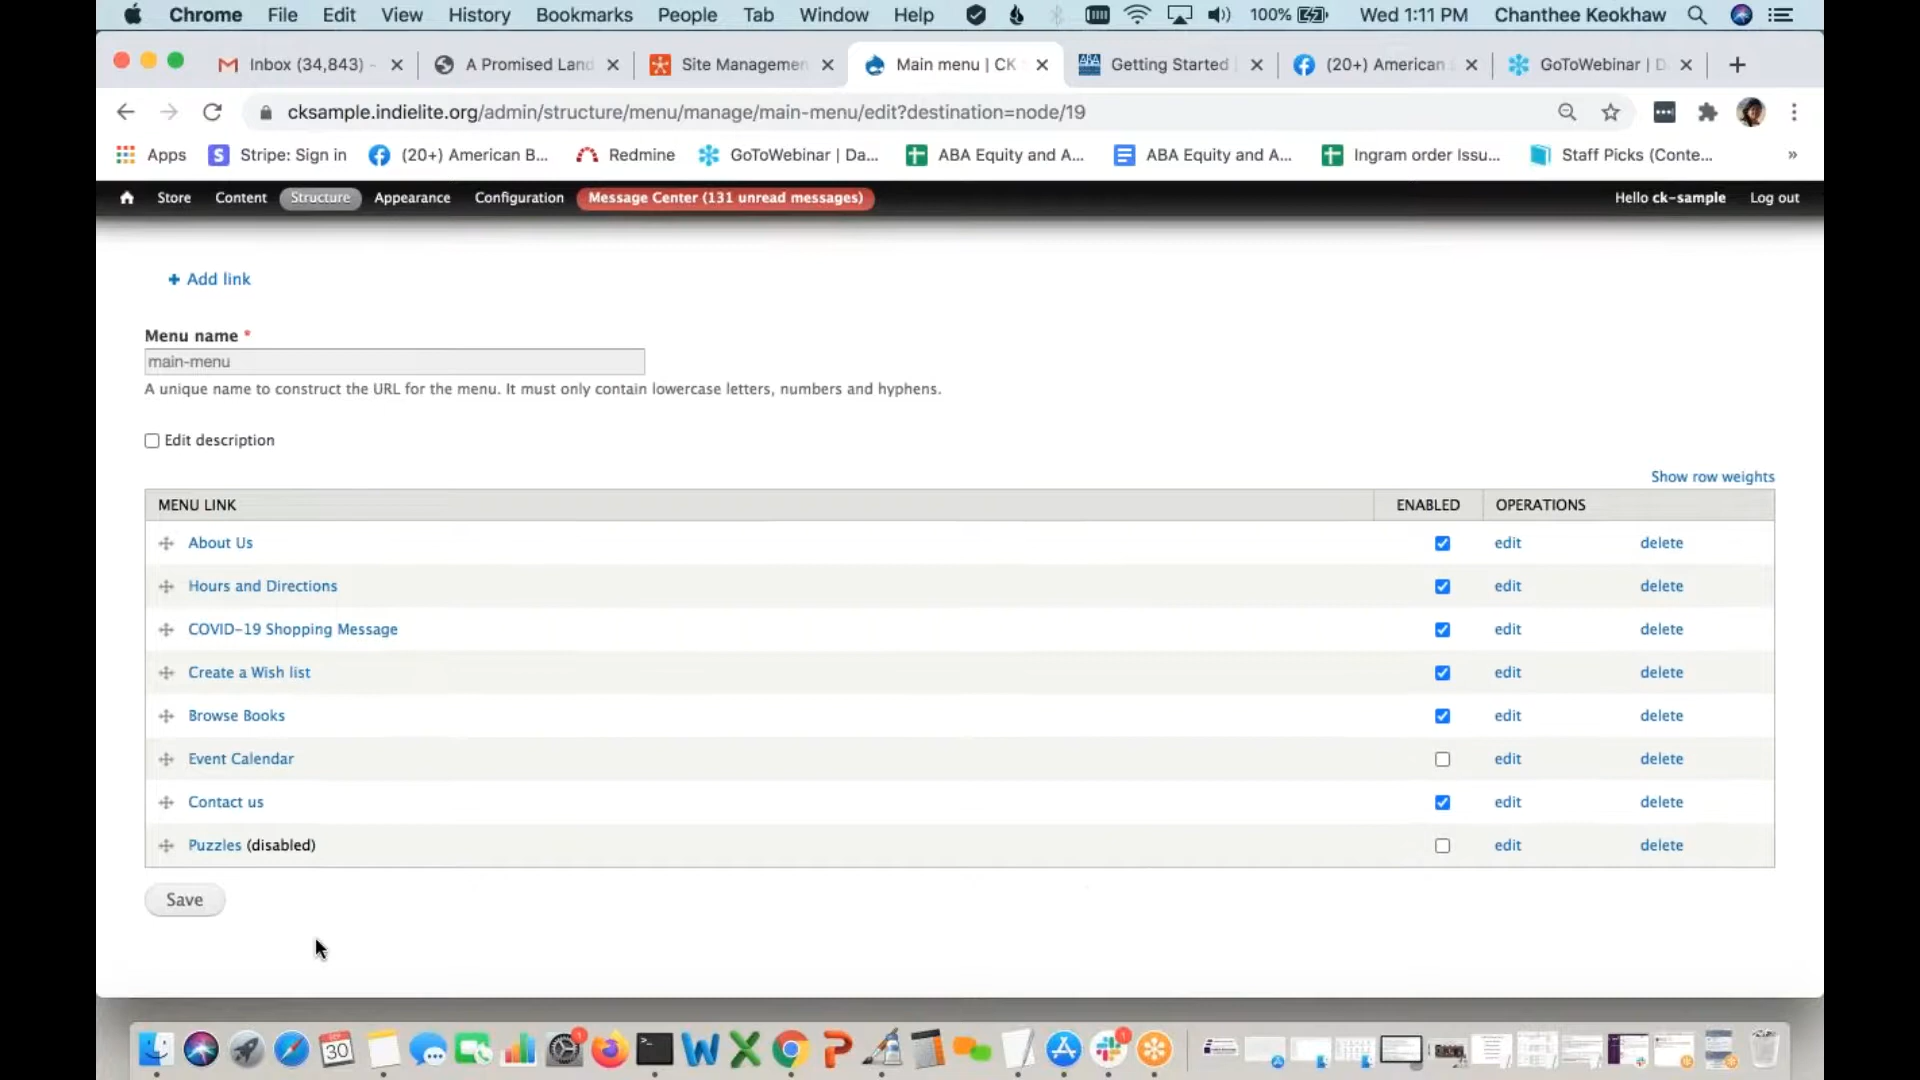 Chrome File Edit View History Bookmarks People Tab Window Help 100% Wed 1:11 PM Chanthee Keokhaw
Inbox (34,843) - A Promised Land Site Managemen Main menu | CK Getting Started (20+) American GoToWebinar | D
cksample.indielite.org/admin/structure/menu/manage/main-menu/edit?destination=node/19
Apps Stripe: Sign in (20+) American B... Redmine GoToWebinar | Da... ABA Equity and A... ABA Equity and A... Ingram order Issu... Staff Picks (Conte... »
Store Content Structure Appearance Configuration Message Center (131 unread messages) Hello ck-sample Log out
+ Add link
Menu name *
main-menu
A unique name to construct the URL for the menu. It must only contain lowercase letters, numbers and hyphens.
Edit description
Show row weights
MENU LINK ENABLED OPERATIONS
About Us edit delete
Hours and Directions edit delete
COVID-19 Shopping Message edit delete
Create a Wish list edit delete
Browse Books edit delete
Event Calendar edit delete
Contact us edit delete
Puzzles (disabled) edit delete
Save
30